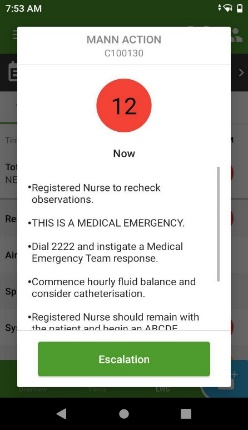 7:53 AM
MANN ACTION
C100130
12
Now
•Registered Nurse to recheck
observations.
•THIS IS A MEDICAL EMERGENCY.
•Dial 2222 and instigate a Medical
Emergency Team response.
•Commence hourly fluid balance and
consider catheterisation.
•Registered Nurse should remain with
the patient and begin an ABCDE
Escalation